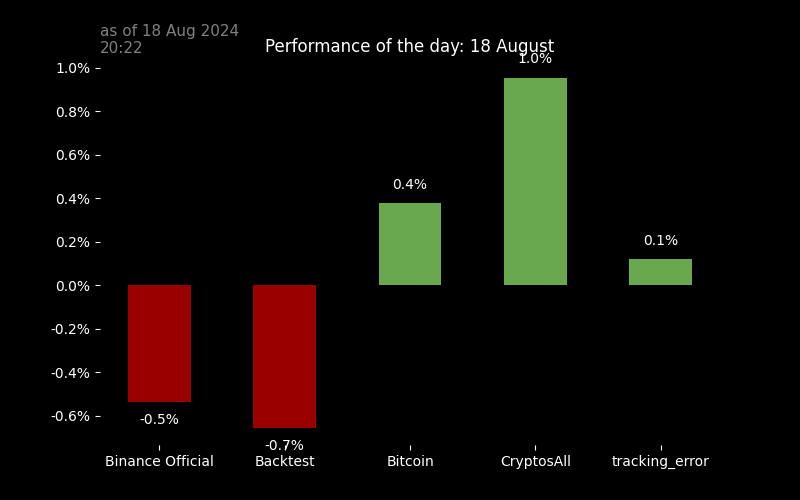 as of 18 Aug 2024
20:22
Performance of the day: 18 August
1.0%
1.0%
0.8%
0.6%
0.4%
0.4%
0.2%
0.1%
0.0%
-0.2%
-0.4%
-0.6%
-0.5%
-0.7%
Binance Official
Backtest
Bitcoin
CryptosAll
tracking_error